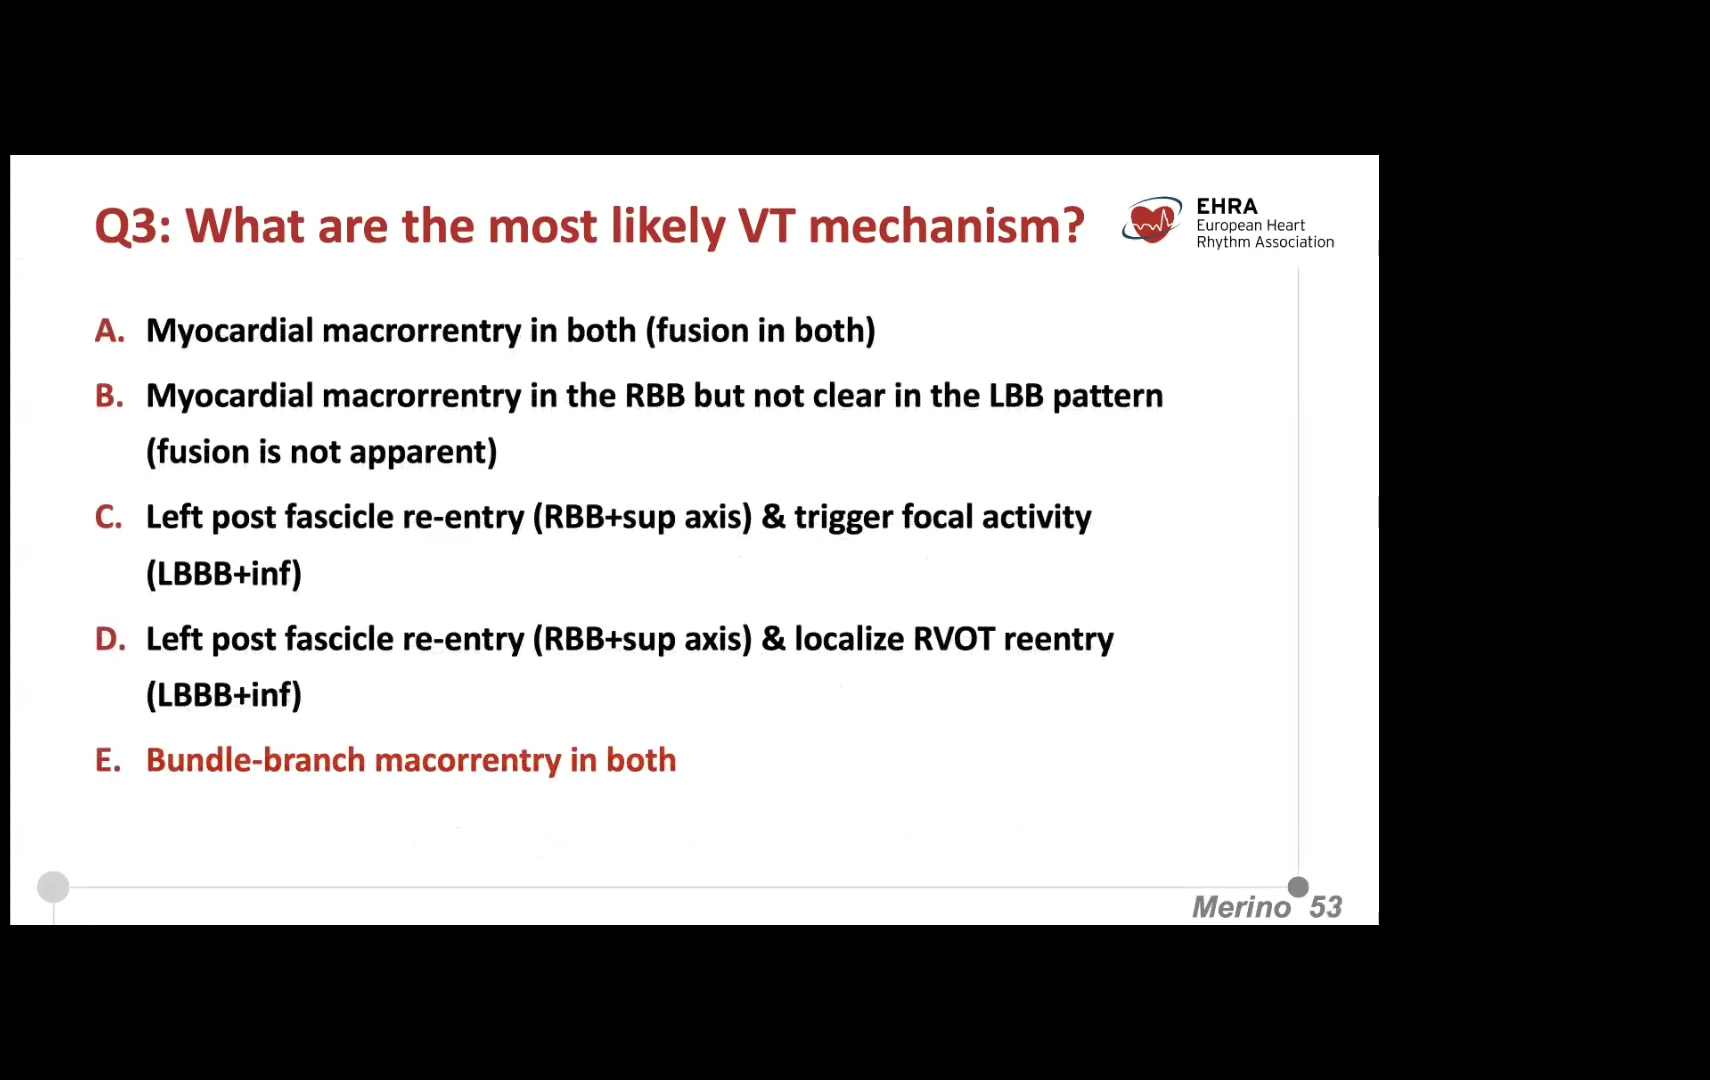 Q3: What are the most likely VT mechanism?
EHRA
European Heart
Rhythm Association
A. Myocardial macrorrentry in both (fusion in both)
B. Myocardial macrorrentry in the RBB but not clear in the LBB pattern
(fusion is not apparent)
C. Left post fascicle re-entry (RBB+sup axis) & trigger focal activity
(LBBB+inf)
D. Left post fascicle re-entry (RBB+sup axis) & localize RVOT reentry
(LBBB+inf)
E. Bundle-branch macorrentry in both
Merino 53